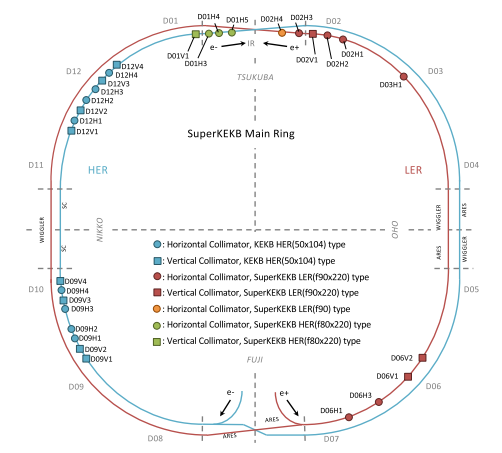 D01
D01H4
D01H5
D02H4
D02H3
D02
D01V1
D01H3
e-
IR
e+
D02V1
D02H2
D02H1
TSUKUBA
D12
D12V4
D12H4
D12V3
D12H3
D12H2
D12V2
D12H1
D12V1
D03
D03H1
SuperKEKB Main Ring
D11
HER
LER
D04
WIGGLER
SC
SC
NIKKO
OHO
WIGGLER
ARES
ARES
WIGGLER
: Horizontal Collimator, KEKB HER(50x104) type
: Vertical Collimator, KEKB HER(50x104) type
: Horizontal Collimator, SuperKEKB LER(f90x220) type
: Vertical Collimator, SuperKEKB LER(f90x220) type
: Horizontal Collimator, SuperKEKB LER(f90) type
: Horizontal Collimator, SuperKEKB HER(f80x220) type
: Vertical Collimator, SuperKEKB HER(f80x220) type
D10
D09V4
D09H4
D09V3
D09H3
D09H2
D09H1
D09V2
D09V1
D05
FUJI
D06V2
D06V1
D06H3
D06H1
D06
D09
e-
e+
ARES
ARES
D08
D07